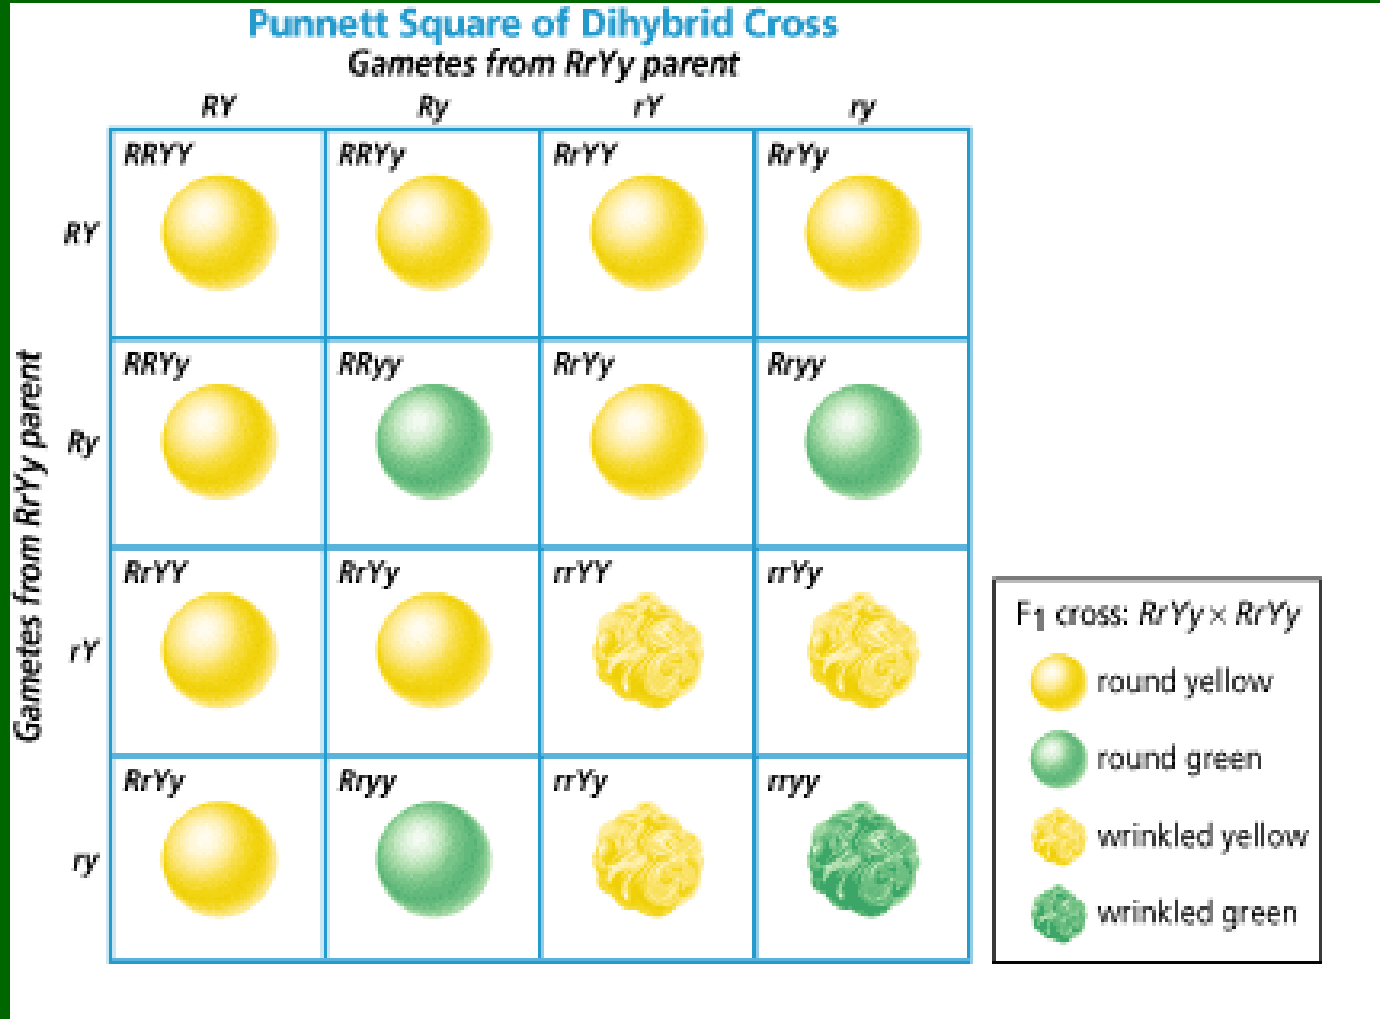 Punnett Square of Dihybrid Cross
Gametes from RrYy parent
RY Ry rY ry
Gametes from RrYy parent
RY
RRYY RRYy RrYY RrYy
Ry
RRYy RRyy RrYy Rryy
rY
RrYY RrYy rrYY rrYy
ry
RrYy Rryy rrYy rryy
F1 cross: RrYy × RrYy
round yellow
round green
wrinkled yellow
wrinkled green